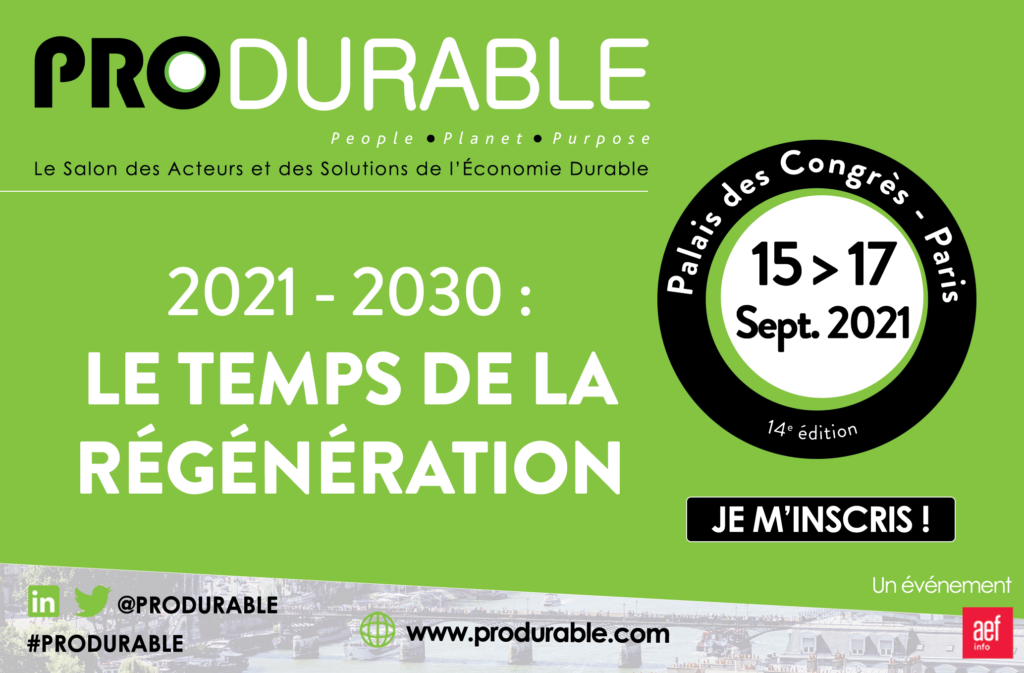 PRODURABLE
People • Planet • Purpose
Le Salon des Acteurs et des Solutions de l'Économie Durable
2021 - 2030 :
LE TEMPS DE LA
RÉGÉNÉRATION
Palais des Congrès - Paris
15 > 17
Sept. 2021
14e édition
JE M'INSCRIS !
Un événement
aef
info
in @PRODURABLE
#PRODURABLE
www.produrable.com